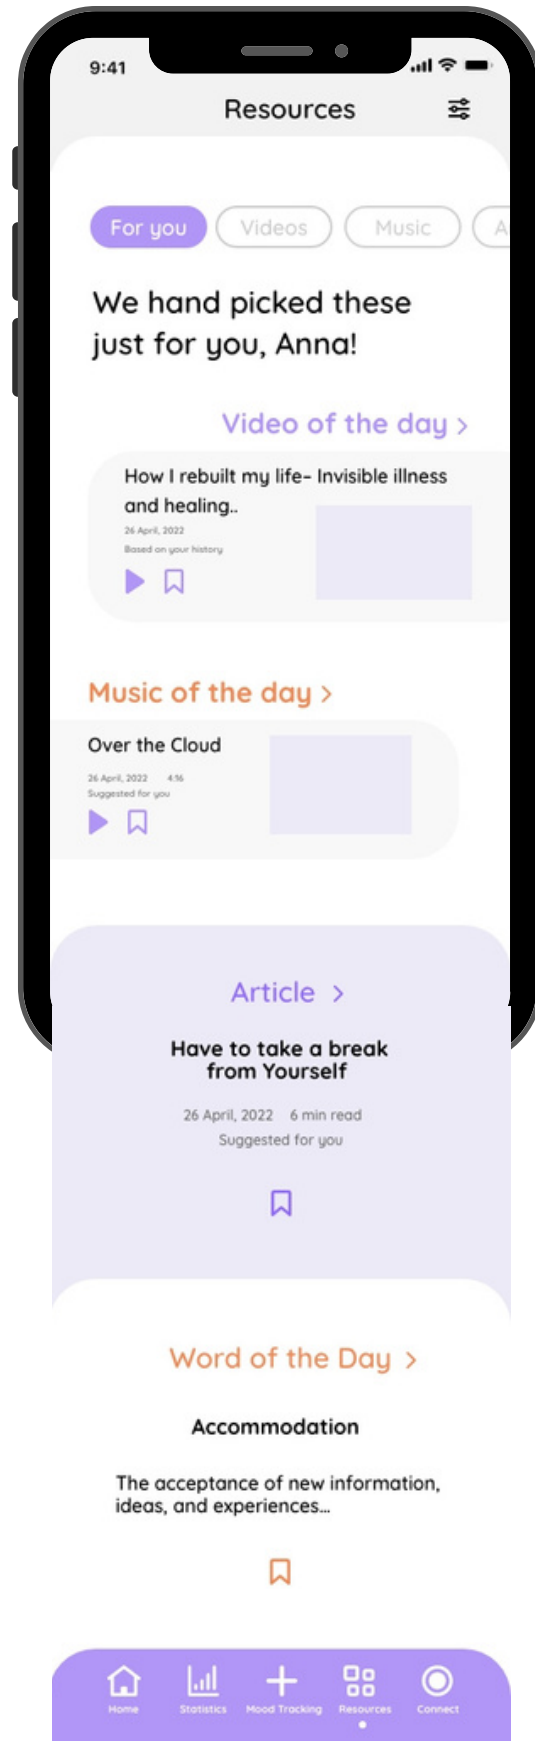 9:41
Resources
For you
Videos
Music
A
We hand picked these
just for you, Anna!
Video of the day >
How I rebuilt my life– Invisible illness
and healing..
26 April, 2022
Based on your history
Music of the day >
Over the Cloud
26 April, 2022 4:16
Suggested for you
Article >
Have to take a break
from Yourself
26 April, 2022 6 min read
Suggested for you
Word of the Day >
Accommodation
The acceptance of new information,
ideas, and experiences...
Home
Statistics
Mood Tracking
Resources
Connect